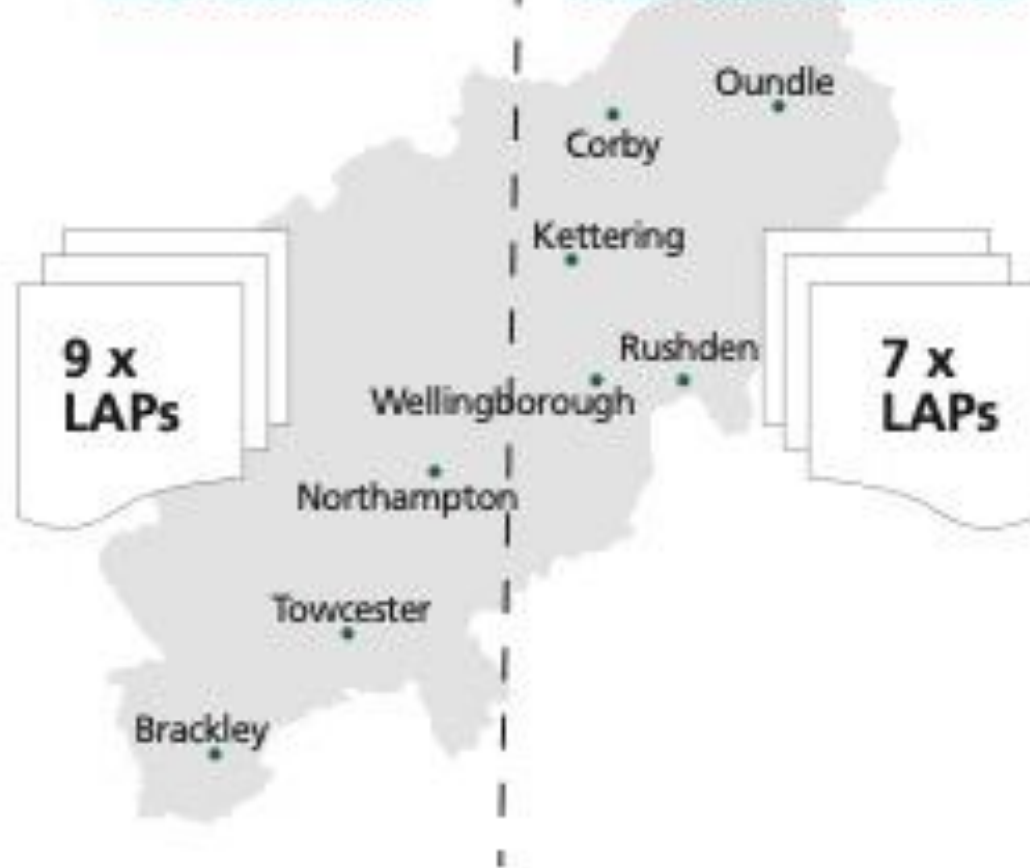 Oundle
Corby
Kettering
9 x
LAPs
Rushden
7 x
LAPs
Wellingborough
Northampton
Towcester
Brackley